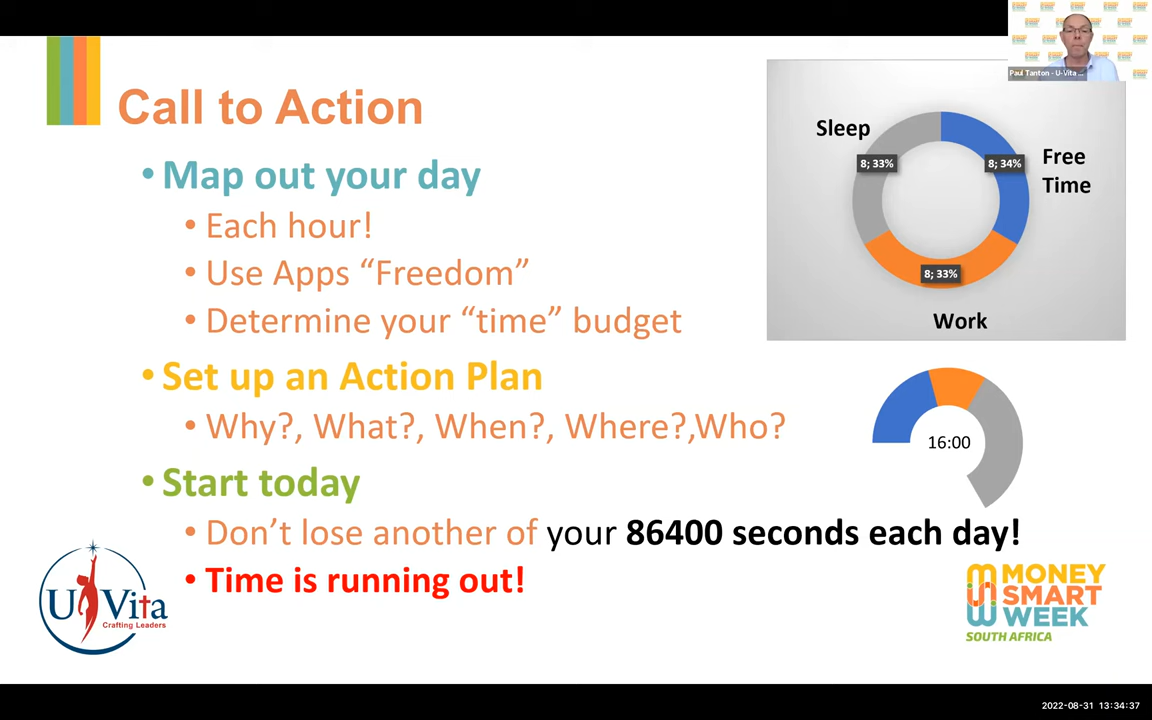 Paul Tanton - U-Vita ...
Call to Action
• Map out your day
• Each hour!
• Use Apps “Freedom”
• Determine your “time” budget
• Set up an Action Plan
• Why?, What?, When?, Where?,Who?
• Start today
• Don’t lose another of your 86400 seconds each day!
• Time is running out!
Sleep
8; 33%
8; 34%
Free
Time
8; 33%
Work
16:00
U Vita
Crafting Leaders
MONEY
SMART
WEEK
SOUTH AFRICA
2022-08-31 13:34:37